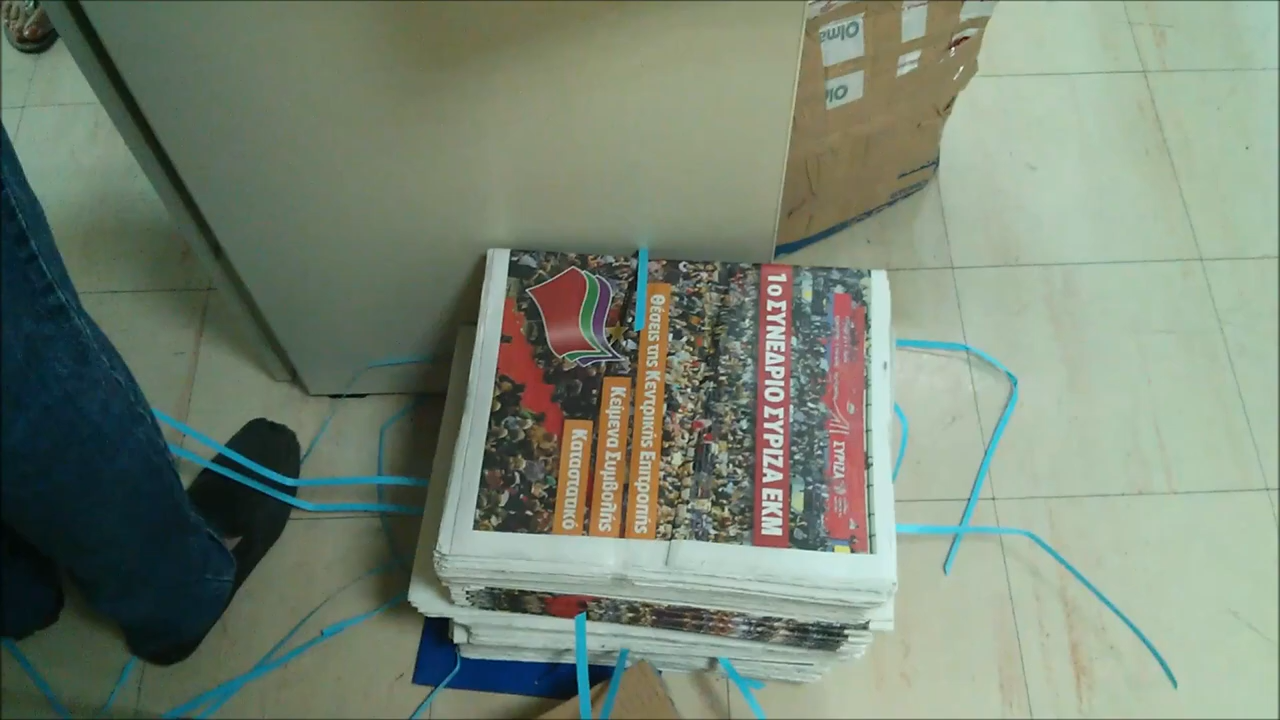 1ο ΣΥΝΕΔΡΙΟ ΣΥΡΙΖΑ ΕΚΜ
Θέσεις της Κεντρικής Επιτροπής
Κείμενα Συμβολής
Καταστατικό
ΣΥΡΙΖΑ
Olma
Olma